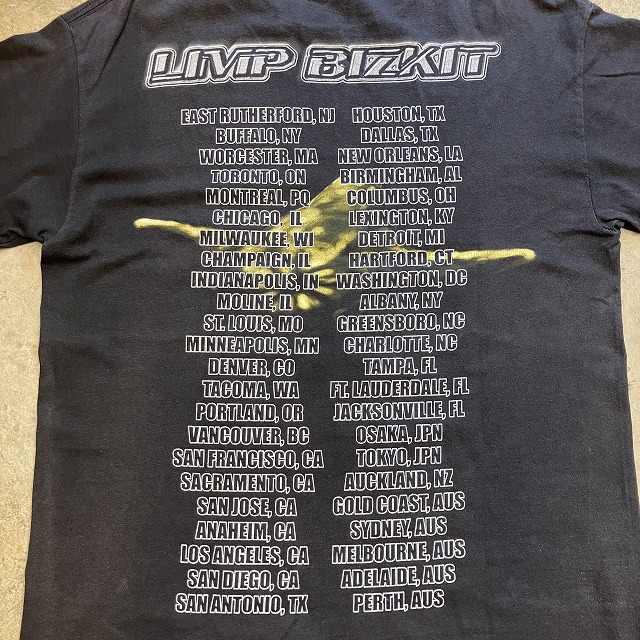 LIMP BIZKIT
EAST RUTHERFORD, NJ
BUFFALO, NY
WORCESTER, MA
TORONTO, ON
MONTREAL, PQ
CHICAGO, IL
MILWAUKEE, WI
CHAMPAIGN, IL
INDIANAPOLIS, IN
MOLINE, IL
ST. LOUIS, MO
MINNEAPOLIS, MN
DENVER, CO
TACOMA, WA
PORTLAND, OR
VANCOUVER, BC
SAN FRANCISCO, CA
SACRAMENTO, CA
SAN JOSE, CA
ANAHEIM, CA
LOS ANGELES, CA
SAN DIEGO, CA
SAN ANTONIO, TX
HOUSTON, TX
DALLAS, TX
NEW ORLEANS, LA
BIRMINGHAM, AL
COLUMBUS, OH
LEXINGTON, KY
DETROIT, MI
HARTFORD, CT
WASHINGTON, DC
ALBANY, NY
GREENSBORO, NC
CHARLOTTE, NC
TAMPA, FL
FT. LAUDERDALE, FL
JACKSONVILLE, FL
OSAKA, JPN
TOKYO, JPN
AUCKLAND, NZ
GOLD COAST, AUS
SYDNEY, AUS
MELBOURNE, AUS
ADELAIDE, AUS
PERTH, AUS